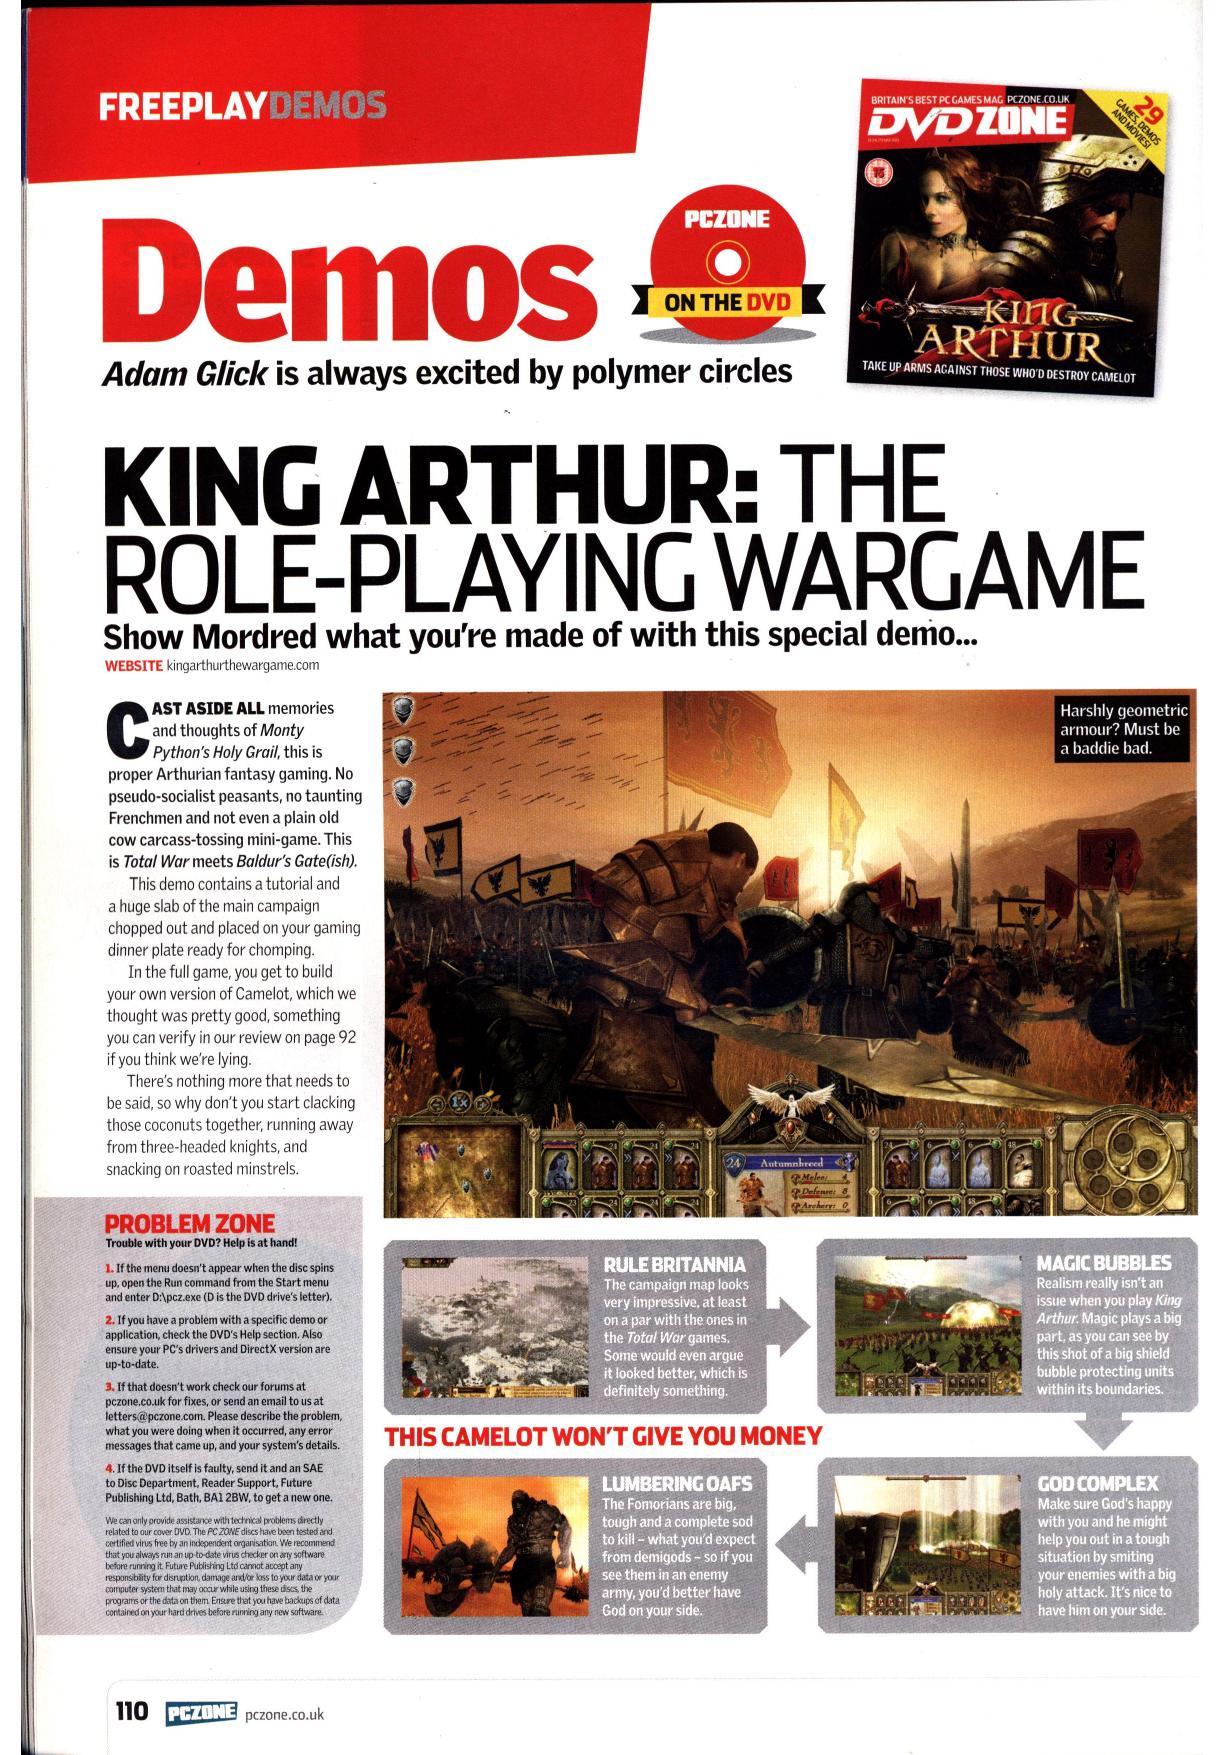 FREEPLAYDEMOS
BRITAIN'S BEST PC GAMES MAG PCZONE.CO.UK
DVDZONE
29
GAMES, DEMOS
AND MOVIES!
15
KING
ARTHUR
TAKE UP ARMS AGAINST THOSE WHO'D DESTROY CAMELOT
PCZONE
ON THE DVD
Demos
Adam Glick is always excited by polymer circles
KING ARTHUR: THE
ROLE-PLAYING WARGAME
Show Mordred what you're made of with this special demo...
WEBSITE kingarthurthewargame.com
CAST ASIDE ALL memories
and thoughts of Monty
Python's Holy Grail, this is
proper Arthurian fantasy gaming. No
pseudo-socialist peasants, no taunting
Frenchmen and not even a plain old
cow carcass-tossing mini-game. This
is Total War meets Baldur's Gate(ish).
This demo contains a tutorial and
a huge slab of the main campaign
chopped out and placed on your gaming
dinner plate ready for chomping.
In the full game, you get to build
your own version of Camelot, which we
thought was pretty good, something
you can verify in our review on page 92
if you think we're lying.
There's nothing more that needs to
be said, so why don't you start clacking
those coconuts together, running away
from three-headed knights, and
snacking on roasted minstrels.
Harshly geometric
armour? Must be
a baddie bad.
1x
24 Autumnbreed
Melee: 4
Defense: 8
Archery: 0
PROBLEM ZONE
Trouble with your DVD? Help is at hand!
1. If the menu doesn't appear when the disc spins
up, open the Run command from the Start menu
and enter D:\pcz.exe (D is the DVD drive's letter).
2. If you have a problem with a specific demo or
application, check the DVD's Help section. Also
ensure your PC's drivers and DirectX version are
up-to-date.
3. If that doesn't work check our forums at
pczone.co.uk for fixes, or send an email to us at
letters@pczone.com. Please describe the problem,
what you were doing when it occurred, any error
messages that came up, and your system's details.
4. If the DVD itself is faulty, send it and an SAE
to Disc Department, Reader Support, Future
Publishing Ltd, Bath, BA1 2BW, to get a new one.
We can only provide assistance with technical problems directly
related to our cover DVD. The PC ZONE discs have been tested and
certified virus free by an independent organisation. We recommend
that you always run an up-to-date virus checker on any software
before running it. Future Publishing Ltd cannot accept any
responsibility for disruption, damage and/or loss to your data or your
computer system that may occur while using these discs, the
programs or the data on them. Ensure that you have backups of data
contained on your hard drives before running any new software.
RULE BRITANNIA
The campaign map looks
very impressive, at least
on a par with the ones in
the Total War games.
Some would even argue
it looked better, which is
definitely something.
MAGIC BUBBLES
Realism really isn't an
issue when you play King
Arthur. Magic plays a big
part, as you can see by
this shot of a big shield
bubble protecting units
within its boundaries.
THIS CAMELOT WON'T GIVE YOU MONEY
LUMBERING OAFS
The Fomorians are big,
tough and a complete sod
to kill – what you'd expect
from demigods – so if you
see them in an enemy
army, you'd better have
God on your side.
GOD COMPLEX
Make sure God's happy
with you and he might
help you out in a tough
situation by smiting
your enemies with a big
holy attack. It's nice to
have him on your side.
110 PCZONE pczone.co.uk